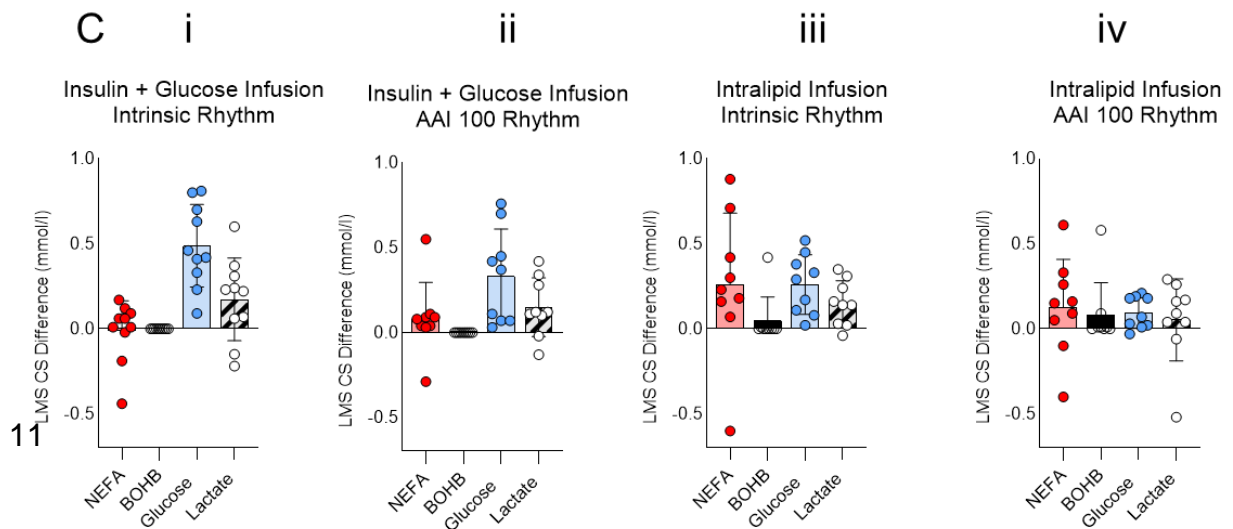 C
i
ii
iii
iv
Insulin + Glucose Infusion
Intrinsic Rhythm
Insulin + Glucose Infusion
AAI 100 Rhythm
Intralipid Infusion
Intrinsic Rhythm
Intralipid Infusion
AAI 100 Rhythm
LMS CS Difference (mmol/l)
1.0
0.5
0.0
-0.5
NEFA
BOHB
Glucose
Lactate
LMS CS Difference (mmol/l)
1.0
0.5
0.0
-0.5
NEFA
BOHB
Glucose
Lactate
LMS CS Difference (mmol/l)
1.0
0.5
0.0
-0.5
NEFA
BOHB
Glucose
Lactate
LMS CS Difference (mmol/l)
1.0
0.5
0.0
-0.5
NEFA
BOHB
Glucose
Lactate
11